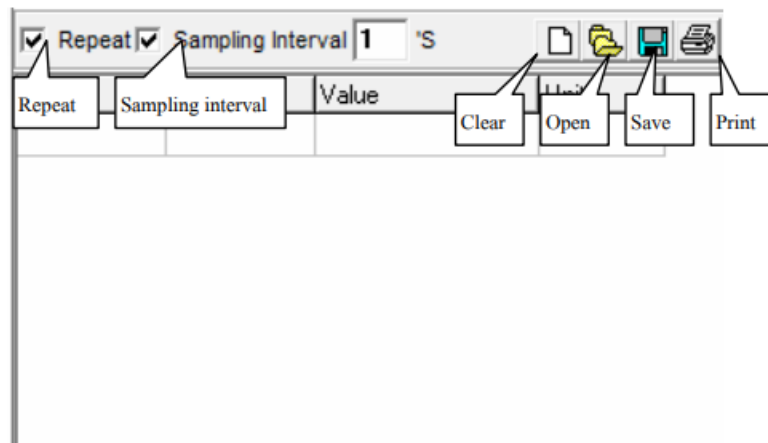 Repeat Sampling Interval 1 'S
Value
Repeat
Sampling interval
Clear
Open
Save
Print